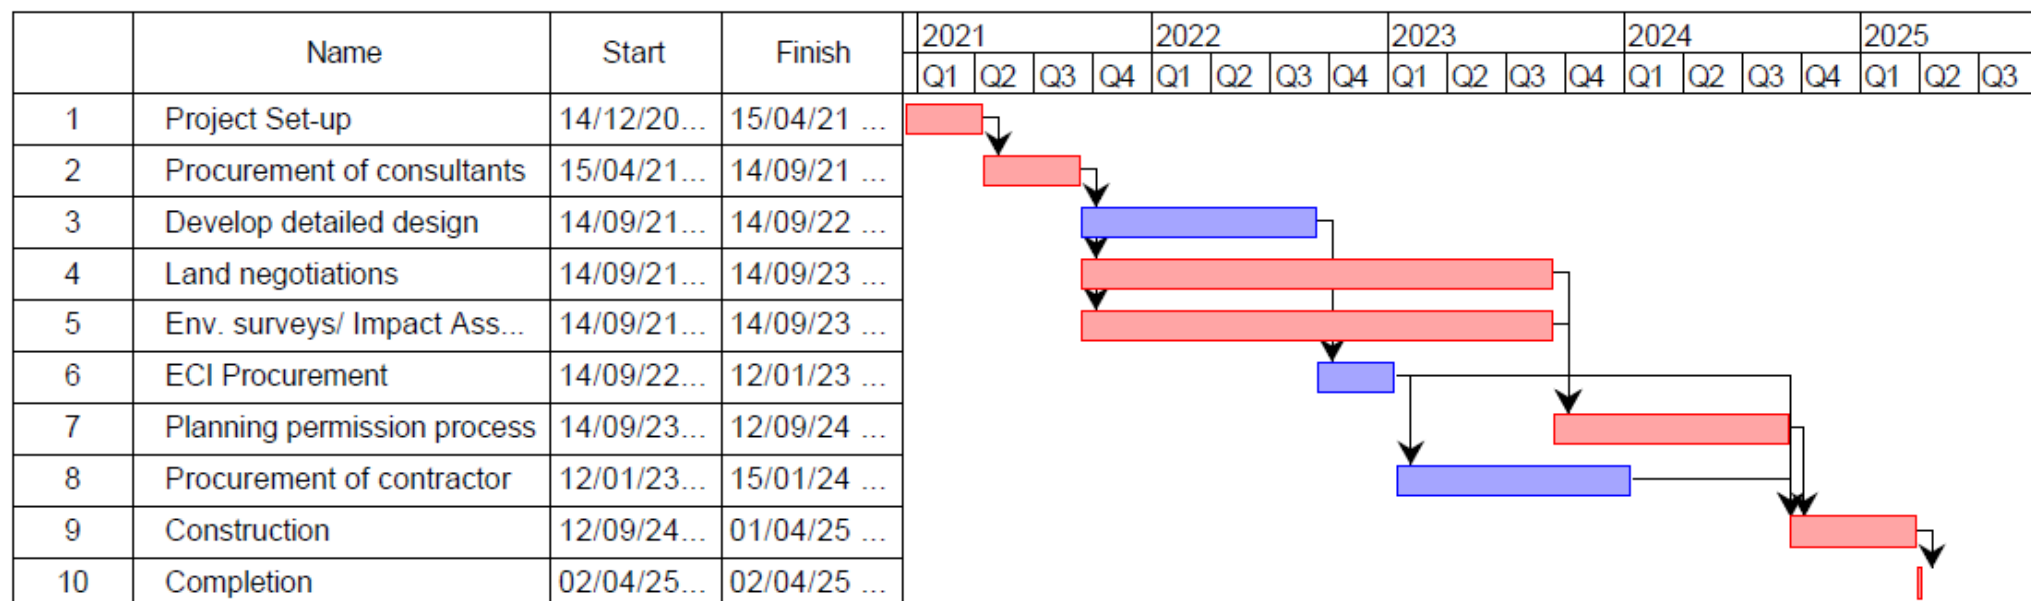 Name Start Finish 2021 2022 2023 2024 2025
Q1 Q2 Q3 Q4 Q1 Q2 Q3 Q4 Q1 Q2 Q3 Q4 Q1 Q2 Q3 Q4 Q1 Q2 Q3
1 Project Set-up 14/12/20... 15/04/21 ...
2 Procurement of consultants 15/04/21... 14/09/21 ...
3 Develop detailed design 14/09/21... 14/09/22 ...
4 Land negotiations 14/09/21... 14/09/23 ...
5 Env. surveys/ Impact Ass... 14/09/21... 14/09/23 ...
6 ECI Procurement 14/09/22... 12/01/23 ...
7 Planning permission process 14/09/23... 12/09/24 ...
8 Procurement of contractor 12/01/23... 15/01/24 ...
9 Construction 12/09/24... 01/04/25 ...
10 Completion 02/04/25... 02/04/25 ...